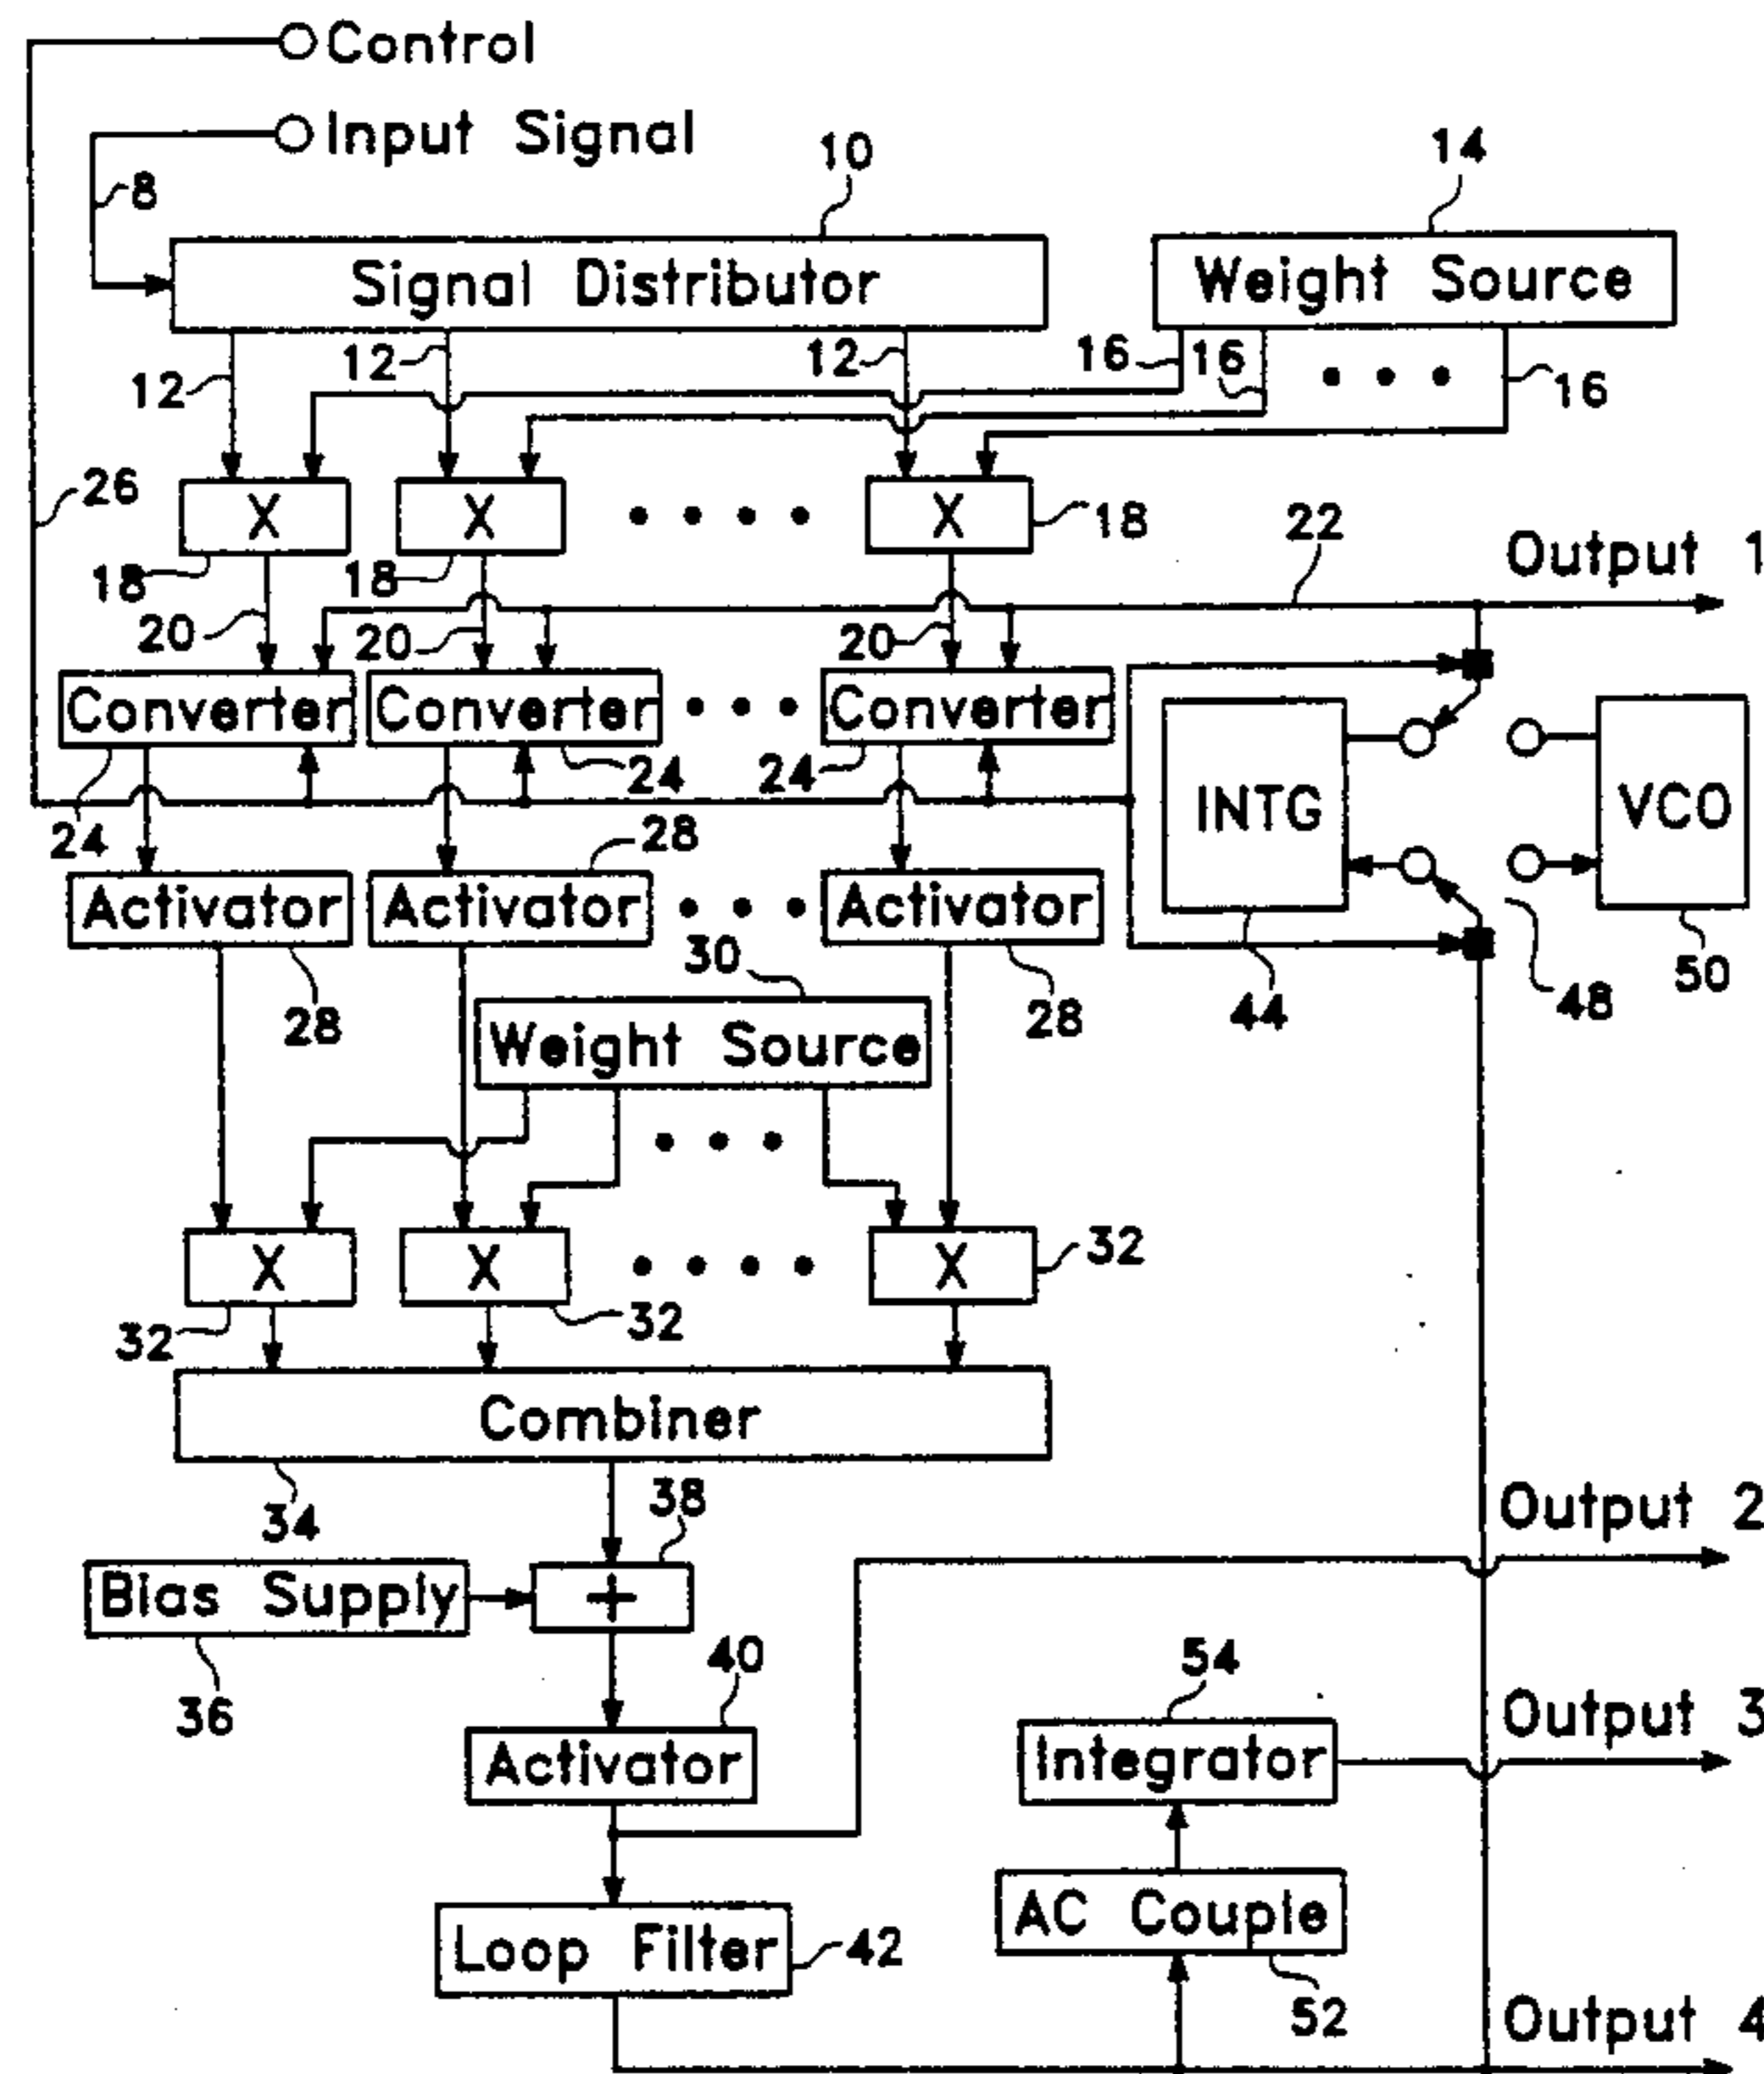 Control
Input Signal
10
14
8
Signal Distributor
Weight Source
12
12
12
16
16
16
26
X
X
X
18
18
18
22
Output 1
20
20
20
Converter
Converter
Converter
24
24
24
INTG
VCO
28
Activator
Activator
Activator
30
28
28
44
48
50
Weight Source
X
X
X
32
32
32
Combiner
34
38
Output 2
Bias Supply
+
36
40
54
Output 3
Activator
Integrator
AC Couple
Loop Filter
42
52
Output 4